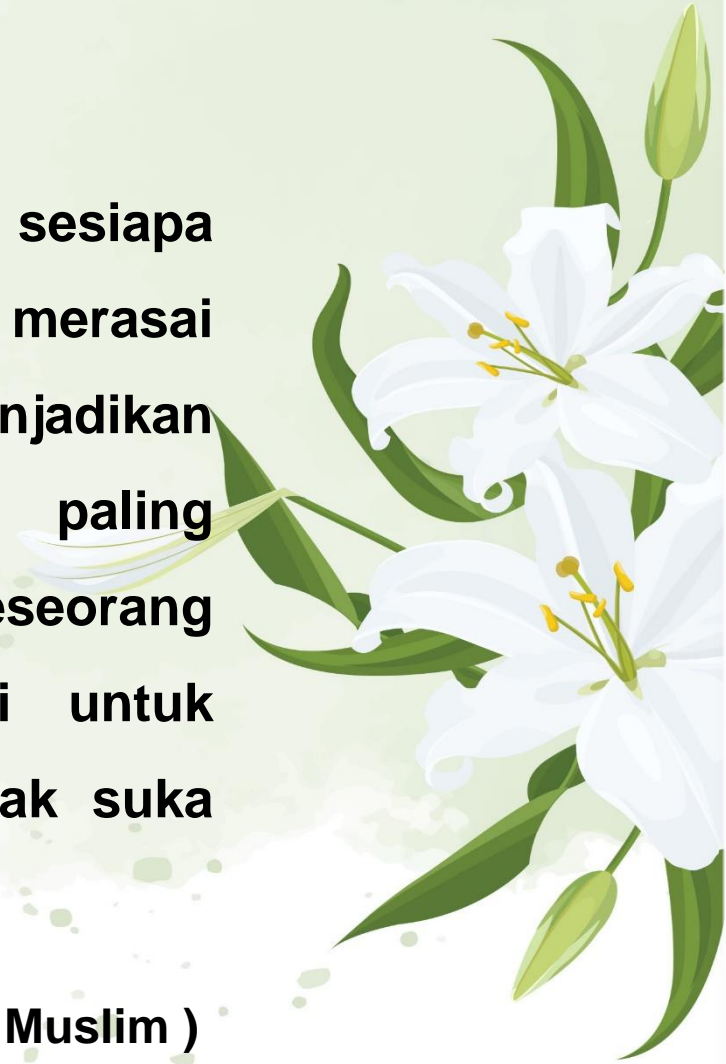 sesiapa
merasai
njadikan
paling
eseorang
i untuk
ak suka
Muslim )